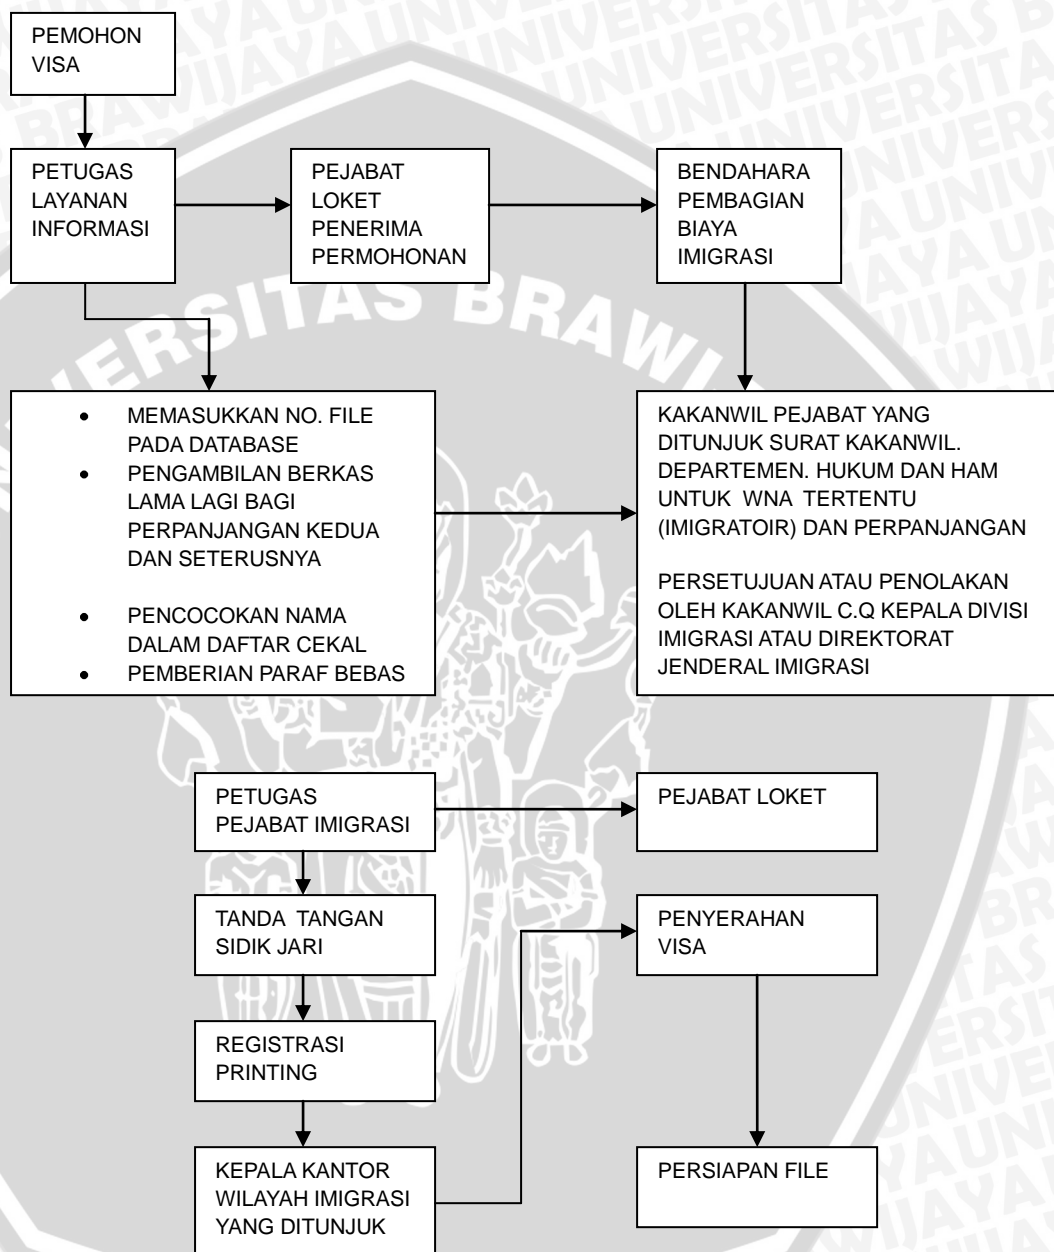 PEMOHON
VISA
PETUGAS
LAYANAN
INFORMASI
PEJABAT
LOKET
PENERIMA
PERMOHONAN
BENDAHARA
PEMBAGIAN
BIAYA
IMIGRASI
UNIVERSITAS BRAWIJAYA
• MEMASUKKAN NO. FILE
PADA DATABASE
• PENGAMBILAN BERKAS
LAMA LAGI BAGI
PERPANJANGAN KEDUA
DAN SETERUSNYA
• PENCOCOKAN NAMA
DALAM DAFTAR CEKAL
• PEMBERIAN PARAF BEBAS
KAKANWIL PEJABAT YANG
DITUNJUK SURAT KAKANWIL.
DEPARTEMEN. HUKUM DAN HAM
UNTUK WNA TERTENTU
(IMIGRATOIR) DAN PERPANJANGAN
PERSETUJUAN ATAU PENOLAKAN
OLEH KAKANWIL C.Q KEPALA DIVISI
IMIGRASI ATAU DIREKTORAT
JENDERAL IMIGRASI
PETUGAS
PEJABAT IMIGRASI
PEJABAT LOKET
TANDA TANGAN
SIDIK JARI
PENYERAHAN
VISA
REGISTRASI
PRINTING
KEPALA KANTOR
WILAYAH IMIGRASI
YANG DITUNJUK
PERSIAPAN FILE